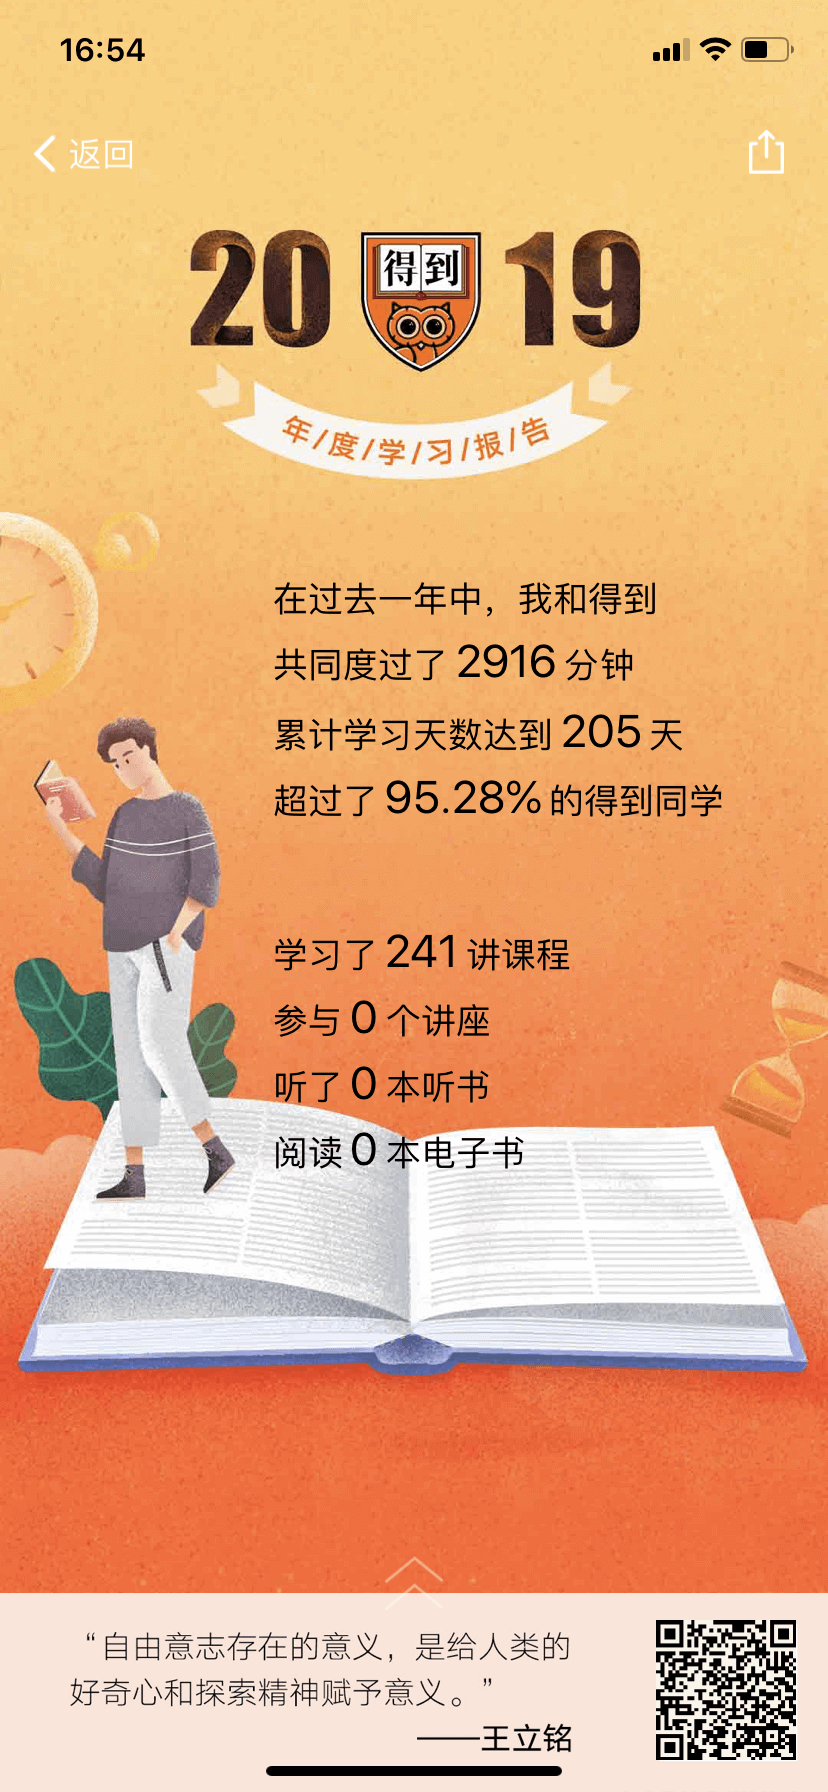 16:54
返回
20 得到 19
年/度/学/习/报/告
在过去一年中，我和得到
共同度过了 2916 分钟
累计学习天数达到 205 天
超过了 95.28% 的得到同学
学习了 241 讲课程
参与 0 个讲座
听了 0 本听书
阅读 0 本电子书
“自由意志存在的意义，是给人类的
好奇心和探索精神赋予意义。”
——王立铭